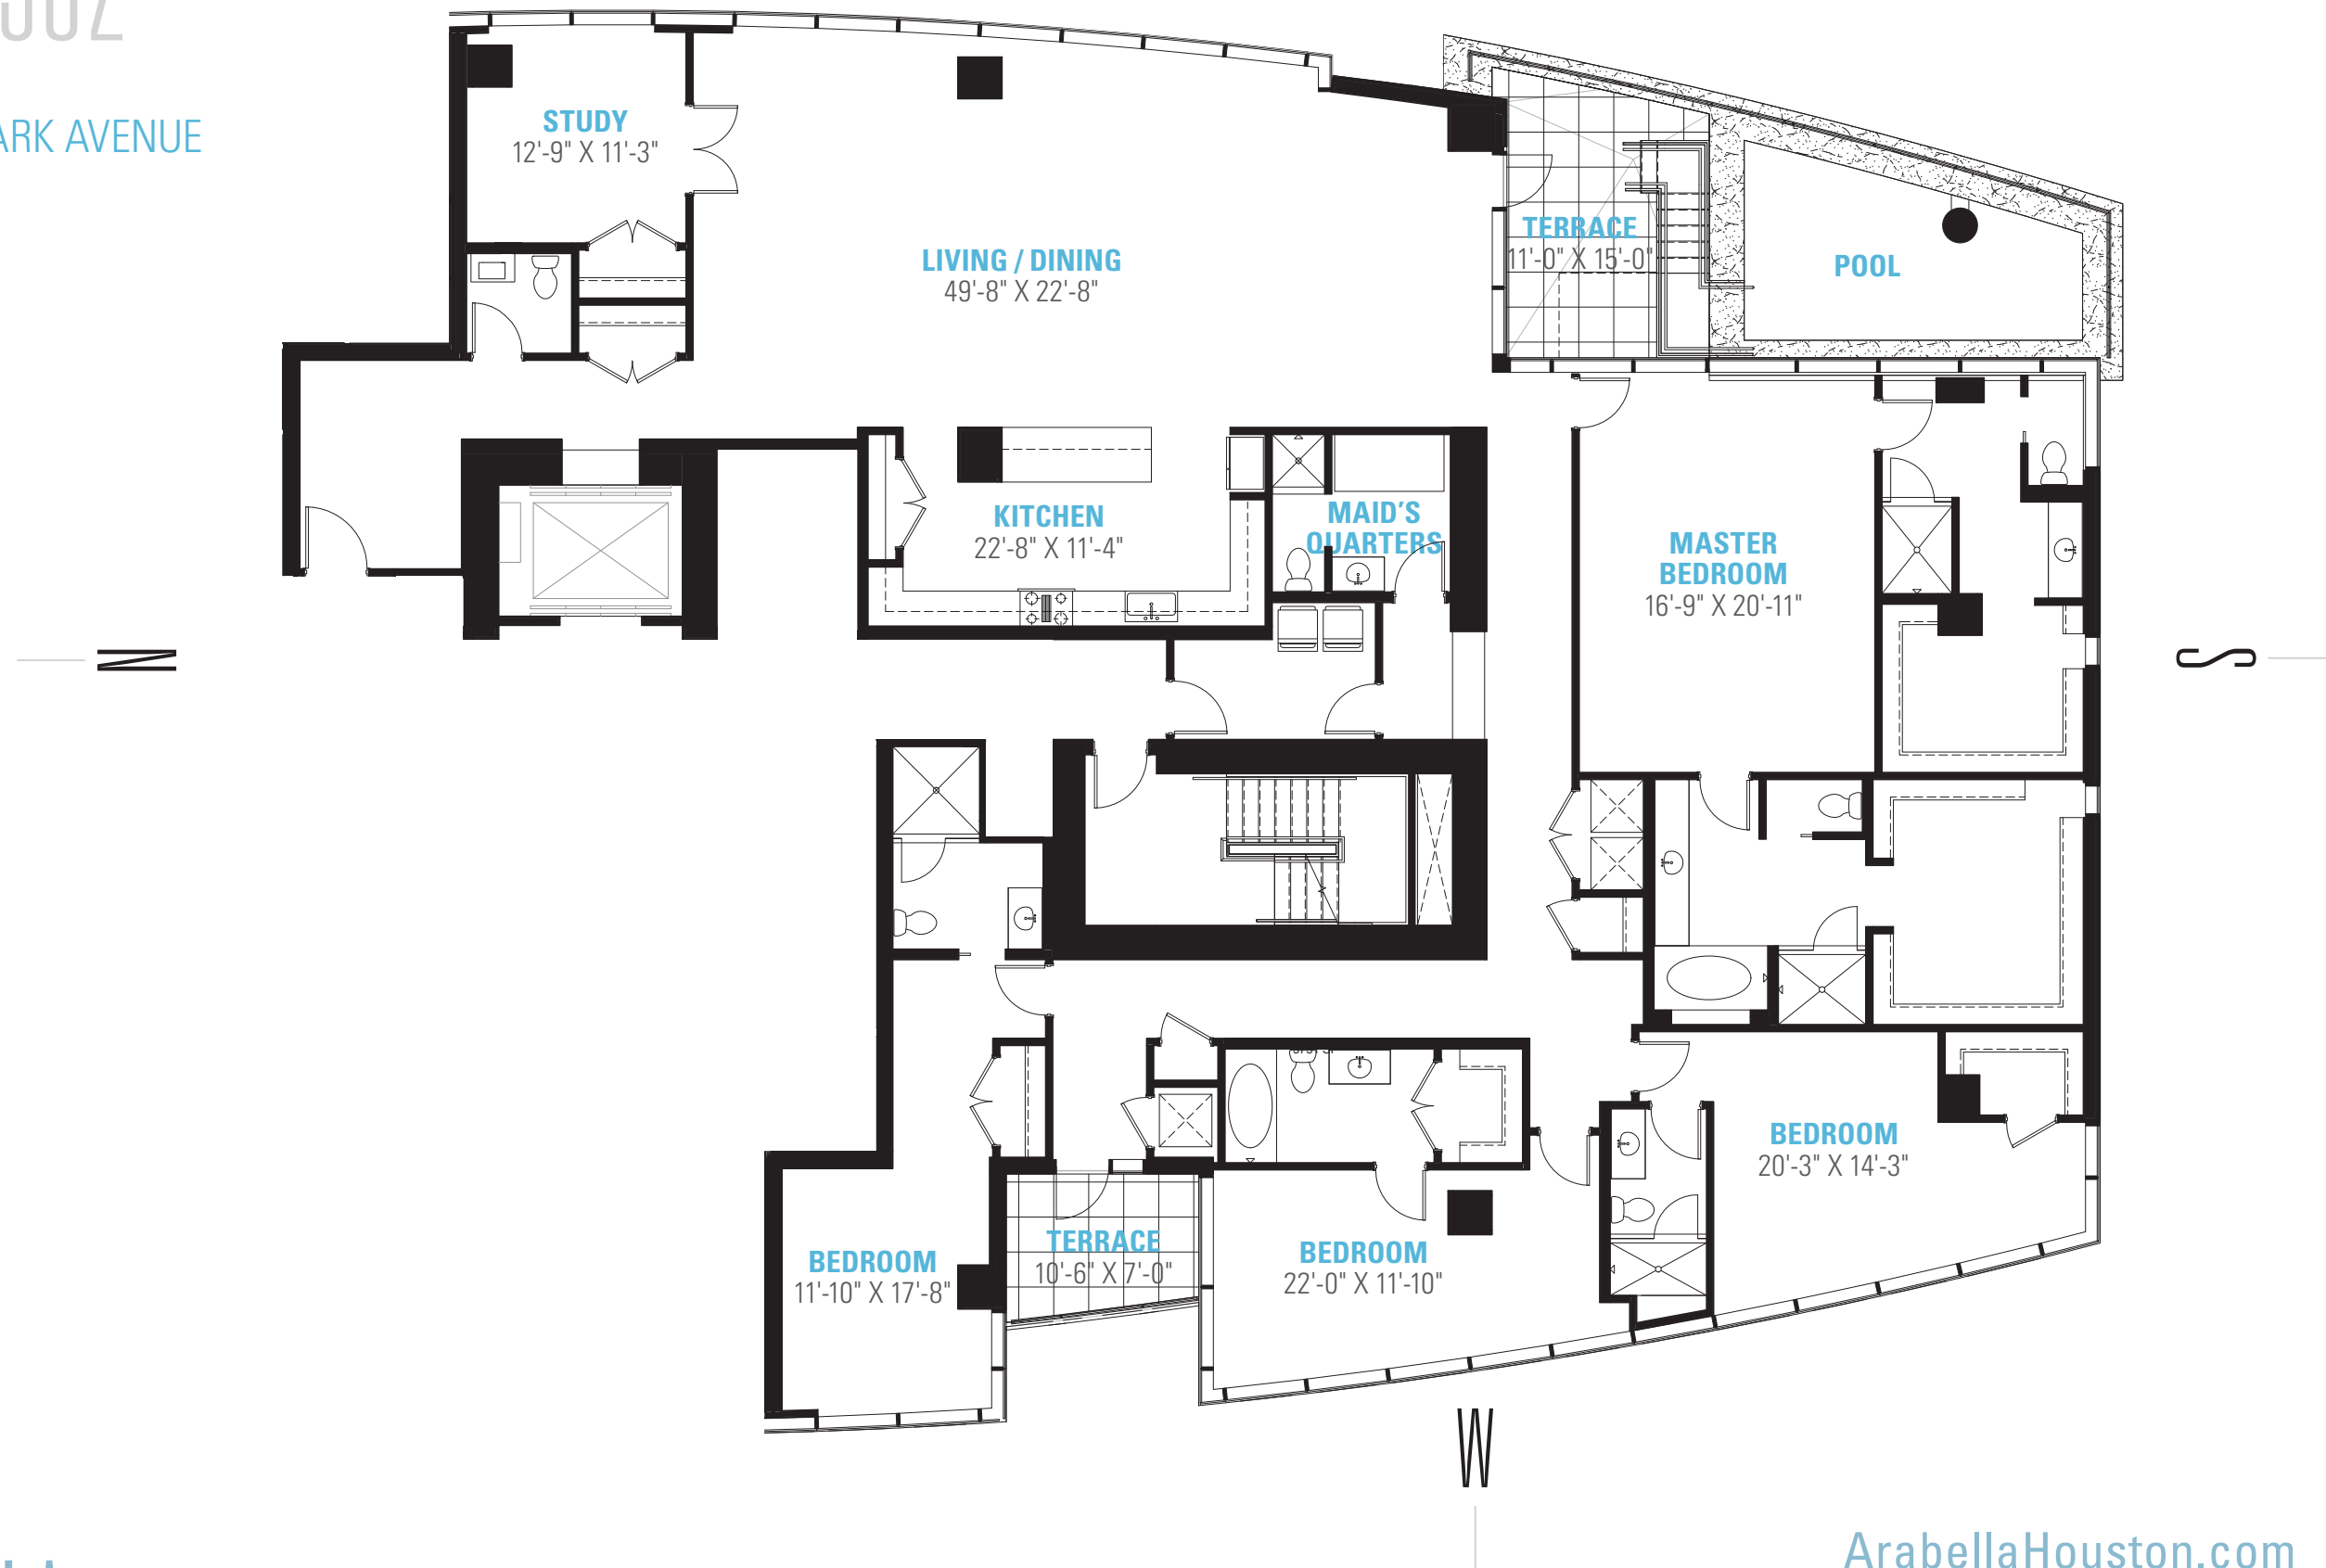 ARK AVENUE
STUDY
12'-9" X 11'-3"
LIVING / DINING
49'-8" X 22'-8"
TERRACE
11'-0" X 15'-0"
POOL
KITCHEN
22'-8" X 11'-4"
MAID'S
QUARTERS
MASTER
BEDROOM
16'-9" X 20'-11"
N
S
BEDROOM
20'-3" X 14'-3"
TERRACE
10'-6" X 7'-0"
BEDROOM
22'-0" X 11'-10"
BEDROOM
11'-10" X 17'-8"
W
ArabellaHouston.com